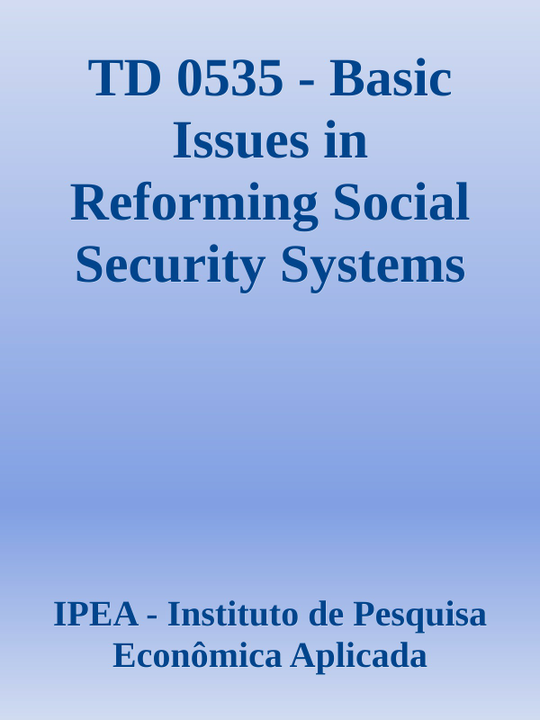 TD 0535 - Basic
Issues in
Reforming Social
Security Systems
IPEA - Instituto de Pesquisa
Econômica Aplicada